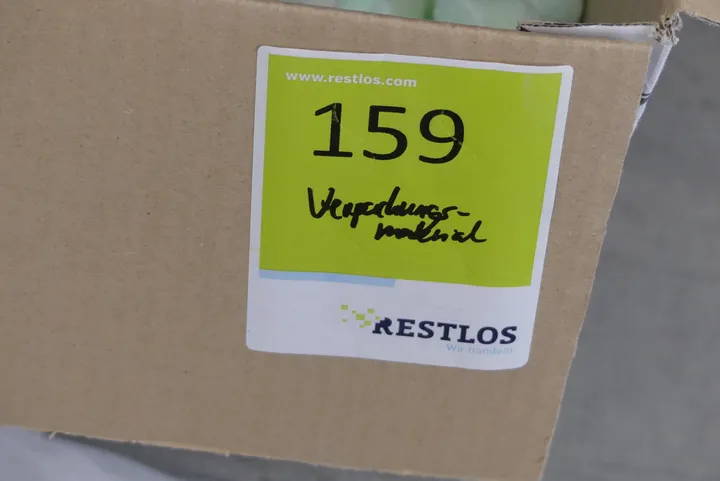 www.restlos.com
159
Verpackungs-
material
RESTLOS
Wir handeln!